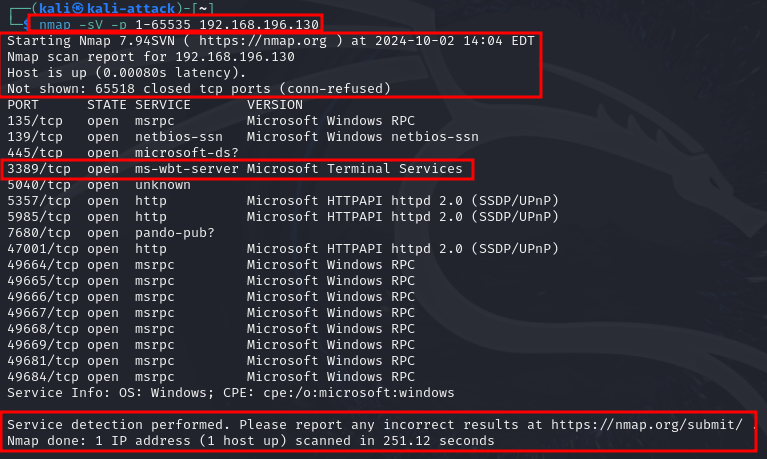 ┌──(kali㉿kali-attack)-[~]
└─$ nmap -sV -p 1-65535 192.168.196.130
Starting Nmap 7.94SVN ( https://nmap.org ) at 2024-10-02 14:04 EDT
Nmap scan report for 192.168.196.130
Host is up (0.00080s latency).
Not shown: 65518 closed tcp ports (conn-refused)
PORT      STATE SERVICE       VERSION
135/tcp   open  msrpc         Microsoft Windows RPC
139/tcp   open  netbios-ssn   Microsoft Windows netbios-ssn
445/tcp   open  microsoft-ds?
3389/tcp  open  ms-wbt-server Microsoft Terminal Services
5040/tcp  open  unknown
5357/tcp  open  http          Microsoft HTTPAPI httpd 2.0 (SSDP/UPnP)
5985/tcp  open  http          Microsoft HTTPAPI httpd 2.0 (SSDP/UPnP)
7680/tcp  open  pando-pub?
47001/tcp open  http          Microsoft HTTPAPI httpd 2.0 (SSDP/UPnP)
49664/tcp open  msrpc         Microsoft Windows RPC
49665/tcp open  msrpc         Microsoft Windows RPC
49666/tcp open  msrpc         Microsoft Windows RPC
49667/tcp open  msrpc         Microsoft Windows RPC
49668/tcp open  msrpc         Microsoft Windows RPC
49669/tcp open  msrpc         Microsoft Windows RPC
49681/tcp open  msrpc         Microsoft Windows RPC
49684/tcp open  msrpc         Microsoft Windows RPC
Service Info: OS: Windows; CPE: cpe:/o:microsoft:windows
Service detection performed. Please report any incorrect results at https://nmap.org/submit/ .
Nmap done: 1 IP address (1 host up) scanned in 251.12 seconds